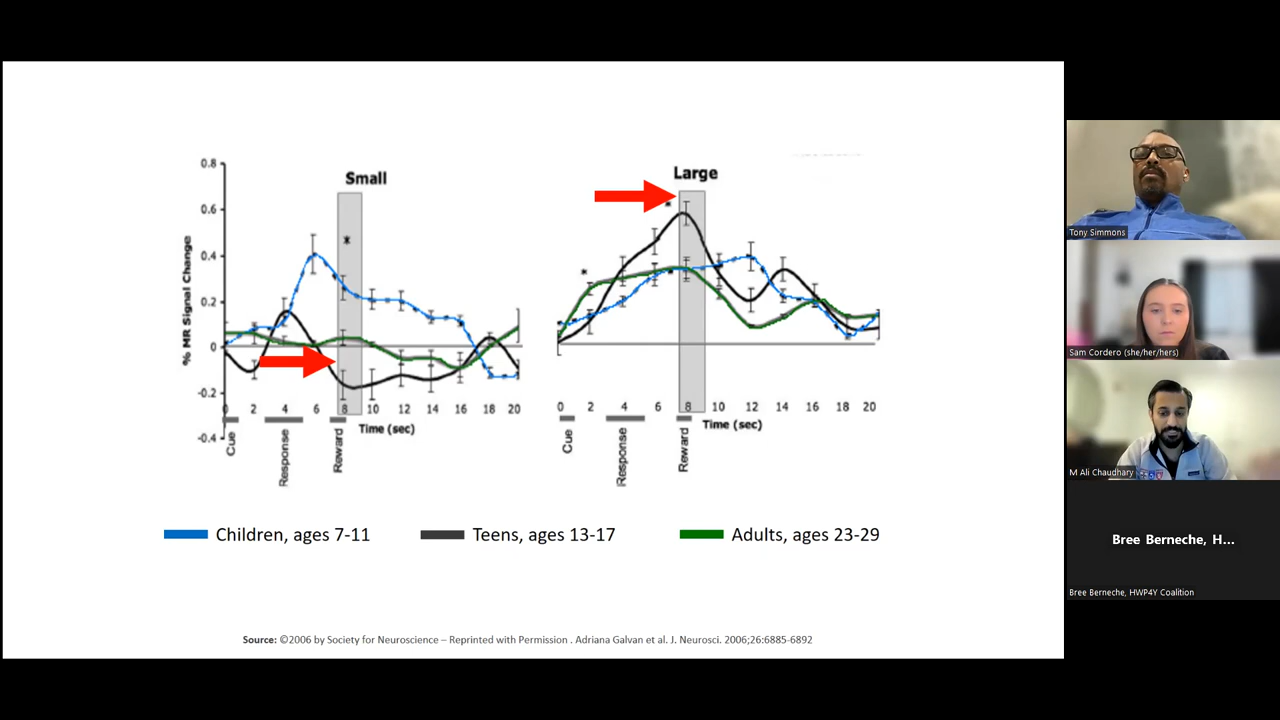 Small
Large
0.8
0.6
0.4
0.2
0
-0.2
-0.4
% MR Signal Change
0 2 4 6 8 10 12 14 16 18 20
Time (sec)
Cue
Response
Reward
*
*
*
0 2 4 6 8 10 12 14 16 18 20
Time (sec)
Cue
Response
Reward
Children, ages 7-11
Teens, ages 13-17
Adults, ages 23-29
Source: ©2006 by Society for Neuroscience – Reprinted with Permission . Adriana Galvan et al. J. Neurosci. 2006;26:6885-6892
Tony Simmons
Sam Cordero (she/her/hers)
M Ali Chaudhary
Bree Berneche, H...
Bree Berneche, HWP4Y Coalition